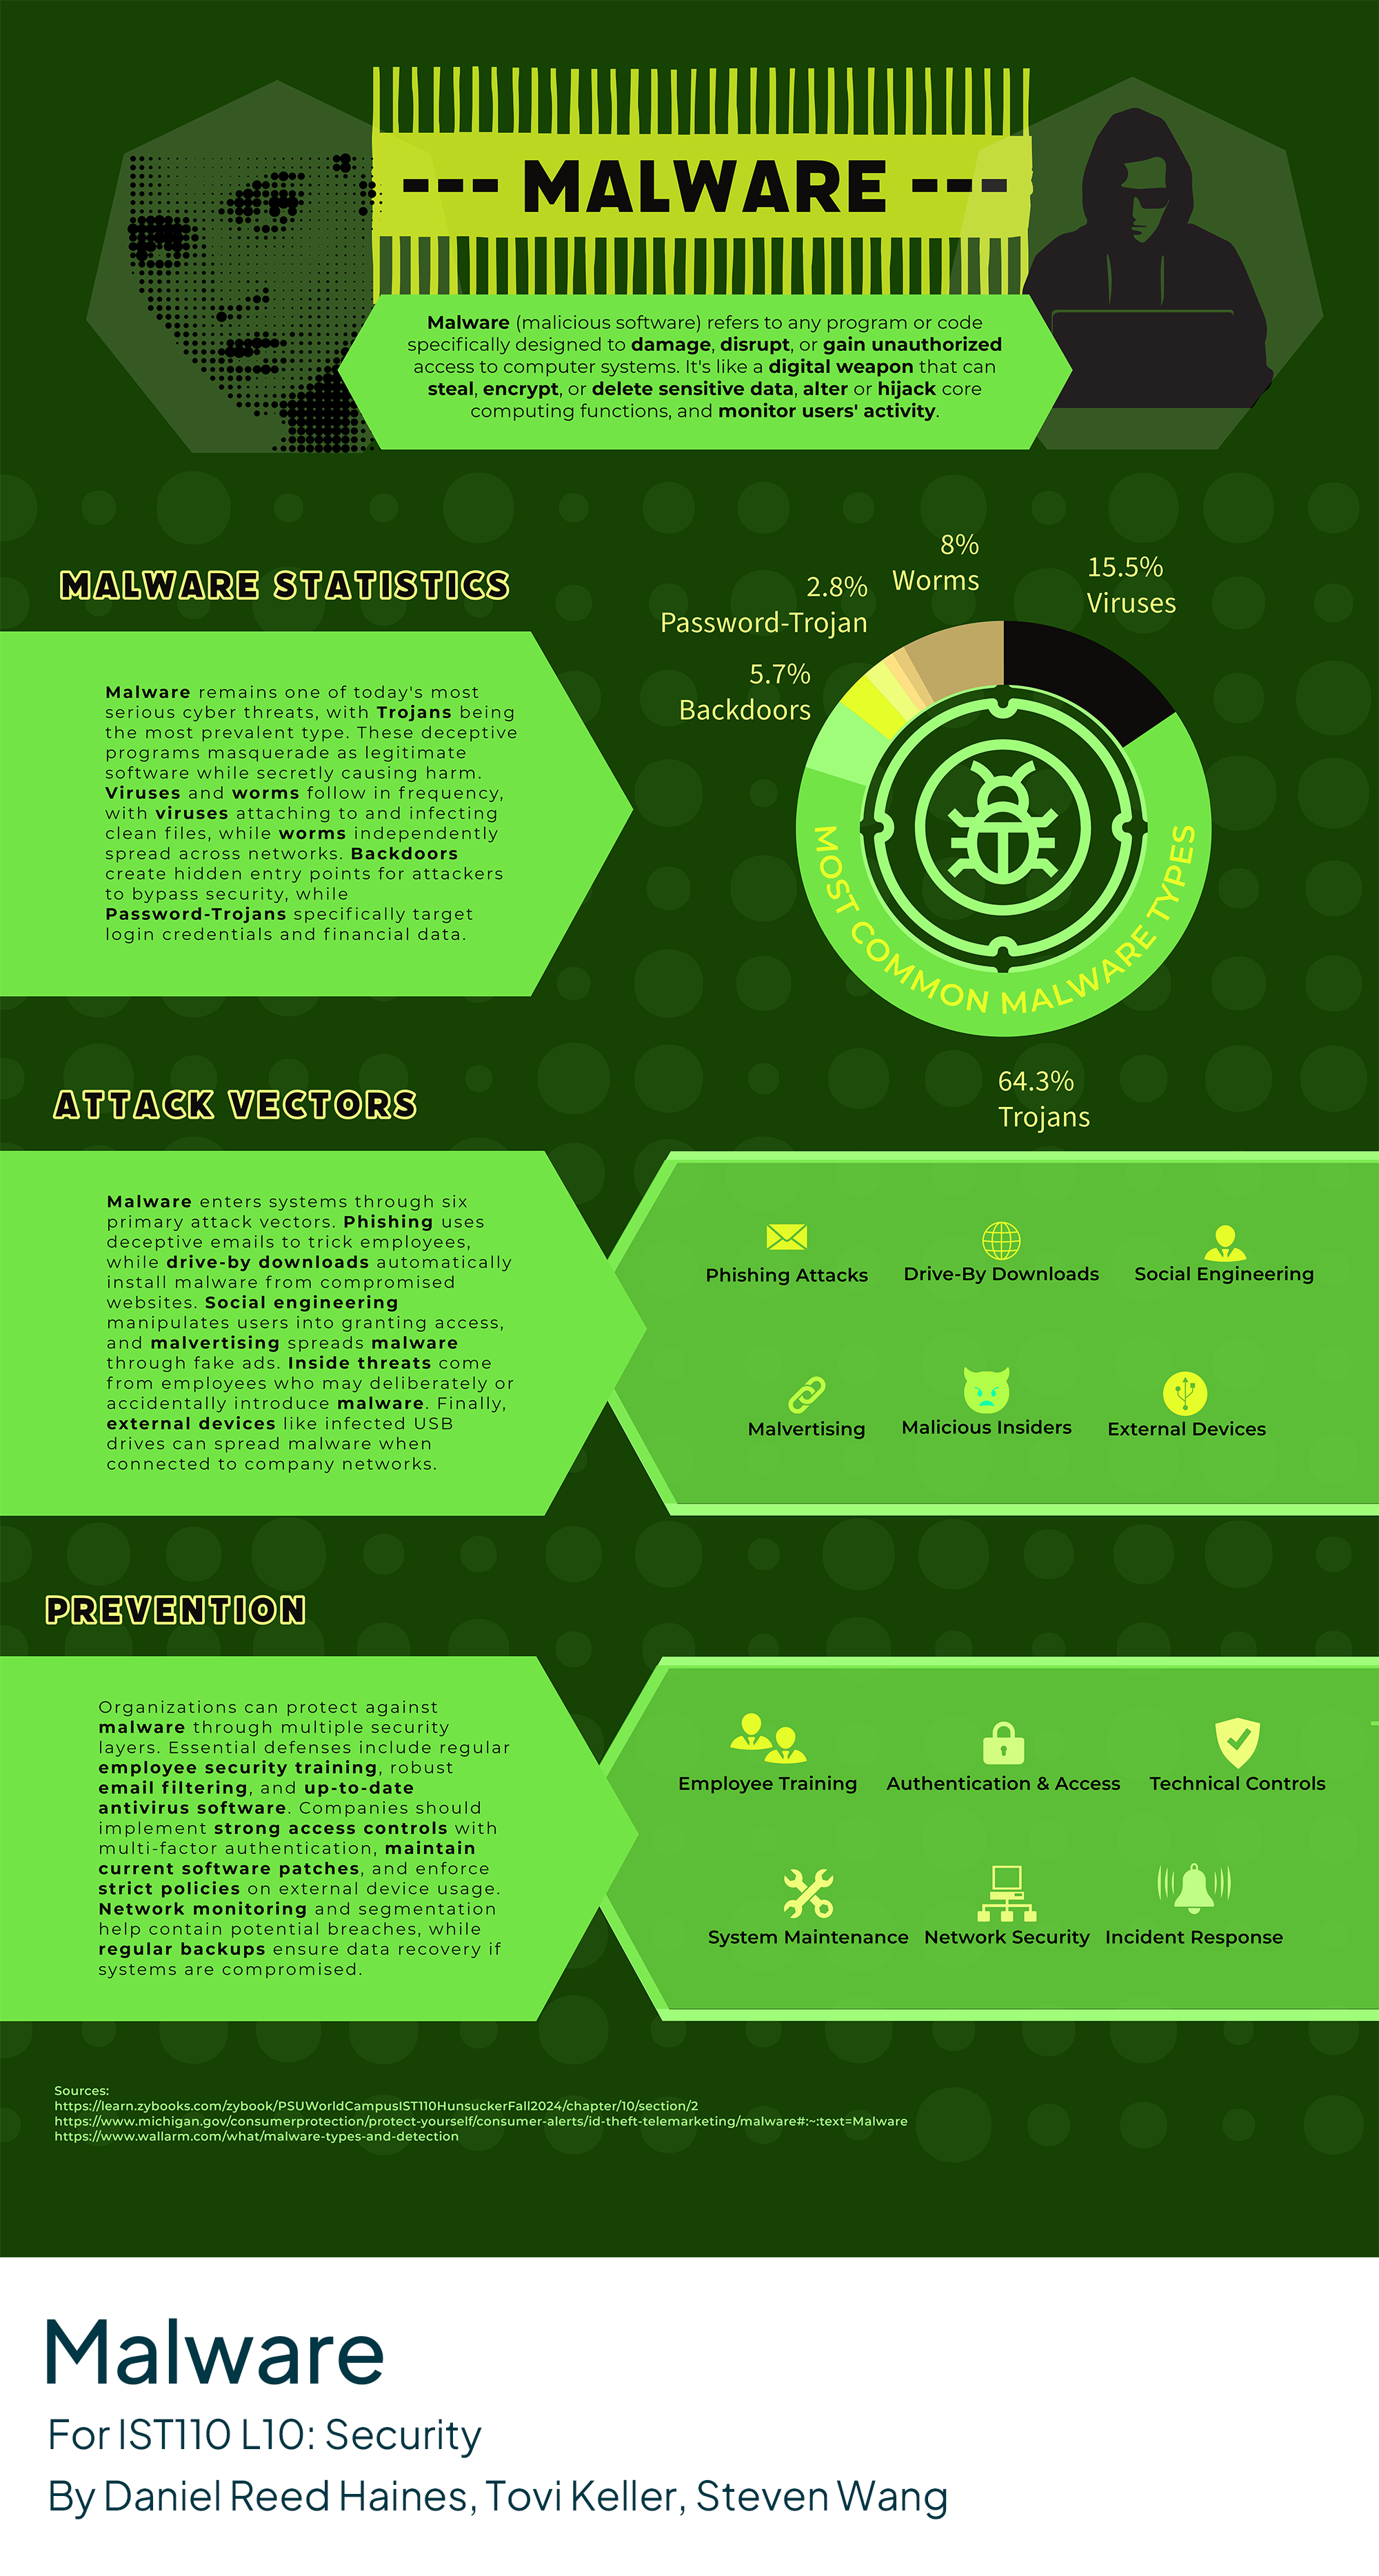 --- MALWARE ---
Malware (malicious software) refers to any program or code
specifically designed to damage, disrupt, or gain unauthorized
access to computer systems. It's like a digital weapon that can
steal, encrypt, or delete sensitive data, alter or hijack core
computing functions, and monitor users' activity.
MALWARE STATISTICS
Malware remains one of today's most
serious cyber threats, with Trojans being
the most prevalent type. These deceptive
programs masquerade as legitimate
software while secretly causing harm.
Viruses and worms follow in frequency,
with viruses attaching to and infecting
clean files, while worms independently
spread across networks. Backdoors
create hidden entry points for attackers
to bypass security, while
Password-Trojans specifically target
login credentials and financial data.
8%
Worms
15.5%
Viruses
2.8%
Password-Trojan
5.7%
Backdoors
MOST COMMON MALWARE TYPES
64.3%
Trojans
ATTACK VECTORS
Malware enters systems through six
primary attack vectors. Phishing uses
deceptive emails to trick employees,
while drive-by downloads automatically
install malware from compromised
websites. Social engineering
manipulates users into granting access,
and malvertising spreads malware
through fake ads. Inside threats come
from employees who may deliberately or
accidentally introduce malware. Finally,
external devices like infected USB
drives can spread malware when
connected to company networks.
Phishing Attacks
Drive-By Downloads
Social Engineering
Malvertising
Malicious Insiders
External Devices
PREVENTION
Organizations can protect against
malware through multiple security
layers. Essential defenses include regular
employee security training, robust
email filtering, and up-to-date
antivirus software. Companies should
implement strong access controls with
multi-factor authentication, maintain
current software patches, and enforce
strict policies on external device usage.
Network monitoring and segmentation
help contain potential breaches, while
regular backups ensure data recovery if
systems are compromised.
Employee Training
Authentication & Access
Technical Controls
System Maintenance
Network Security
Incident Response
Sources:
https://learn.zybooks.com/zybook/PSUWorldCampusIST110HunsuckerFall2024/chapter/10/section/2
https://www.michigan.gov/consumerprotection/protect-yourself/consumer-alerts/id-theft-telemarketing/malware#:~:text=Malware
https://www.wallarm.com/what/malware-types-and-detection
Malware
For IST110 L10: Security
By Daniel Reed Haines, Tovi Keller, Steven Wang